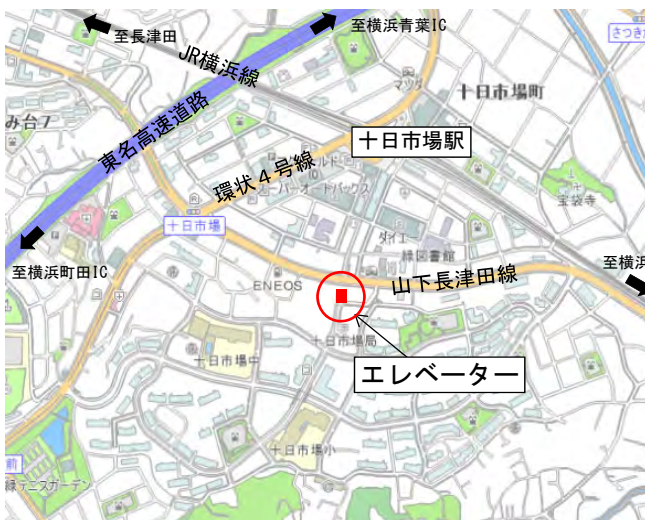 至長津田
至横浜青葉IC
さつき
JR横浜線
マツダ
十日市場町
み台7
東名高速道路
十日市場駅
環状4号線
スーパーオートバックス
宝袋寺
十日市場
ダイエー
緑図書館
至横浜町田IC
至横浜
ENEOS
山下長津田線
十日市場局
十日市場中
エレベーター
十日市場小
前
緑テニスガーデン